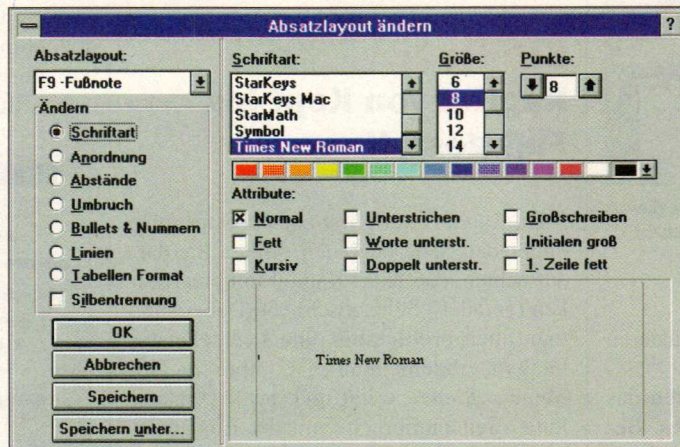 Absatzlayout ändern
?
Absatzlayout:
F9 -Fußnote
Ändern
Schriftart
Anordnung
Abstände
Umbruch
Bullets & Nummern
Linien
Tabellen Format
Silbentrennung
OK
Abbrechen
Speichern
Speichern unter...
Schriftart:
StarKeys
StarKeys Mac
StarMath
Symbol
Times New Roman
Größe:
6
8
10
12
14
Punkte:
8
Attribute:
Normal
Unterstrichen
Großschreiben
Fett
Worte unterstr.
Initialen groß
Kursiv
Doppelt unterstr.
1. Zeile fett
Times New Roman